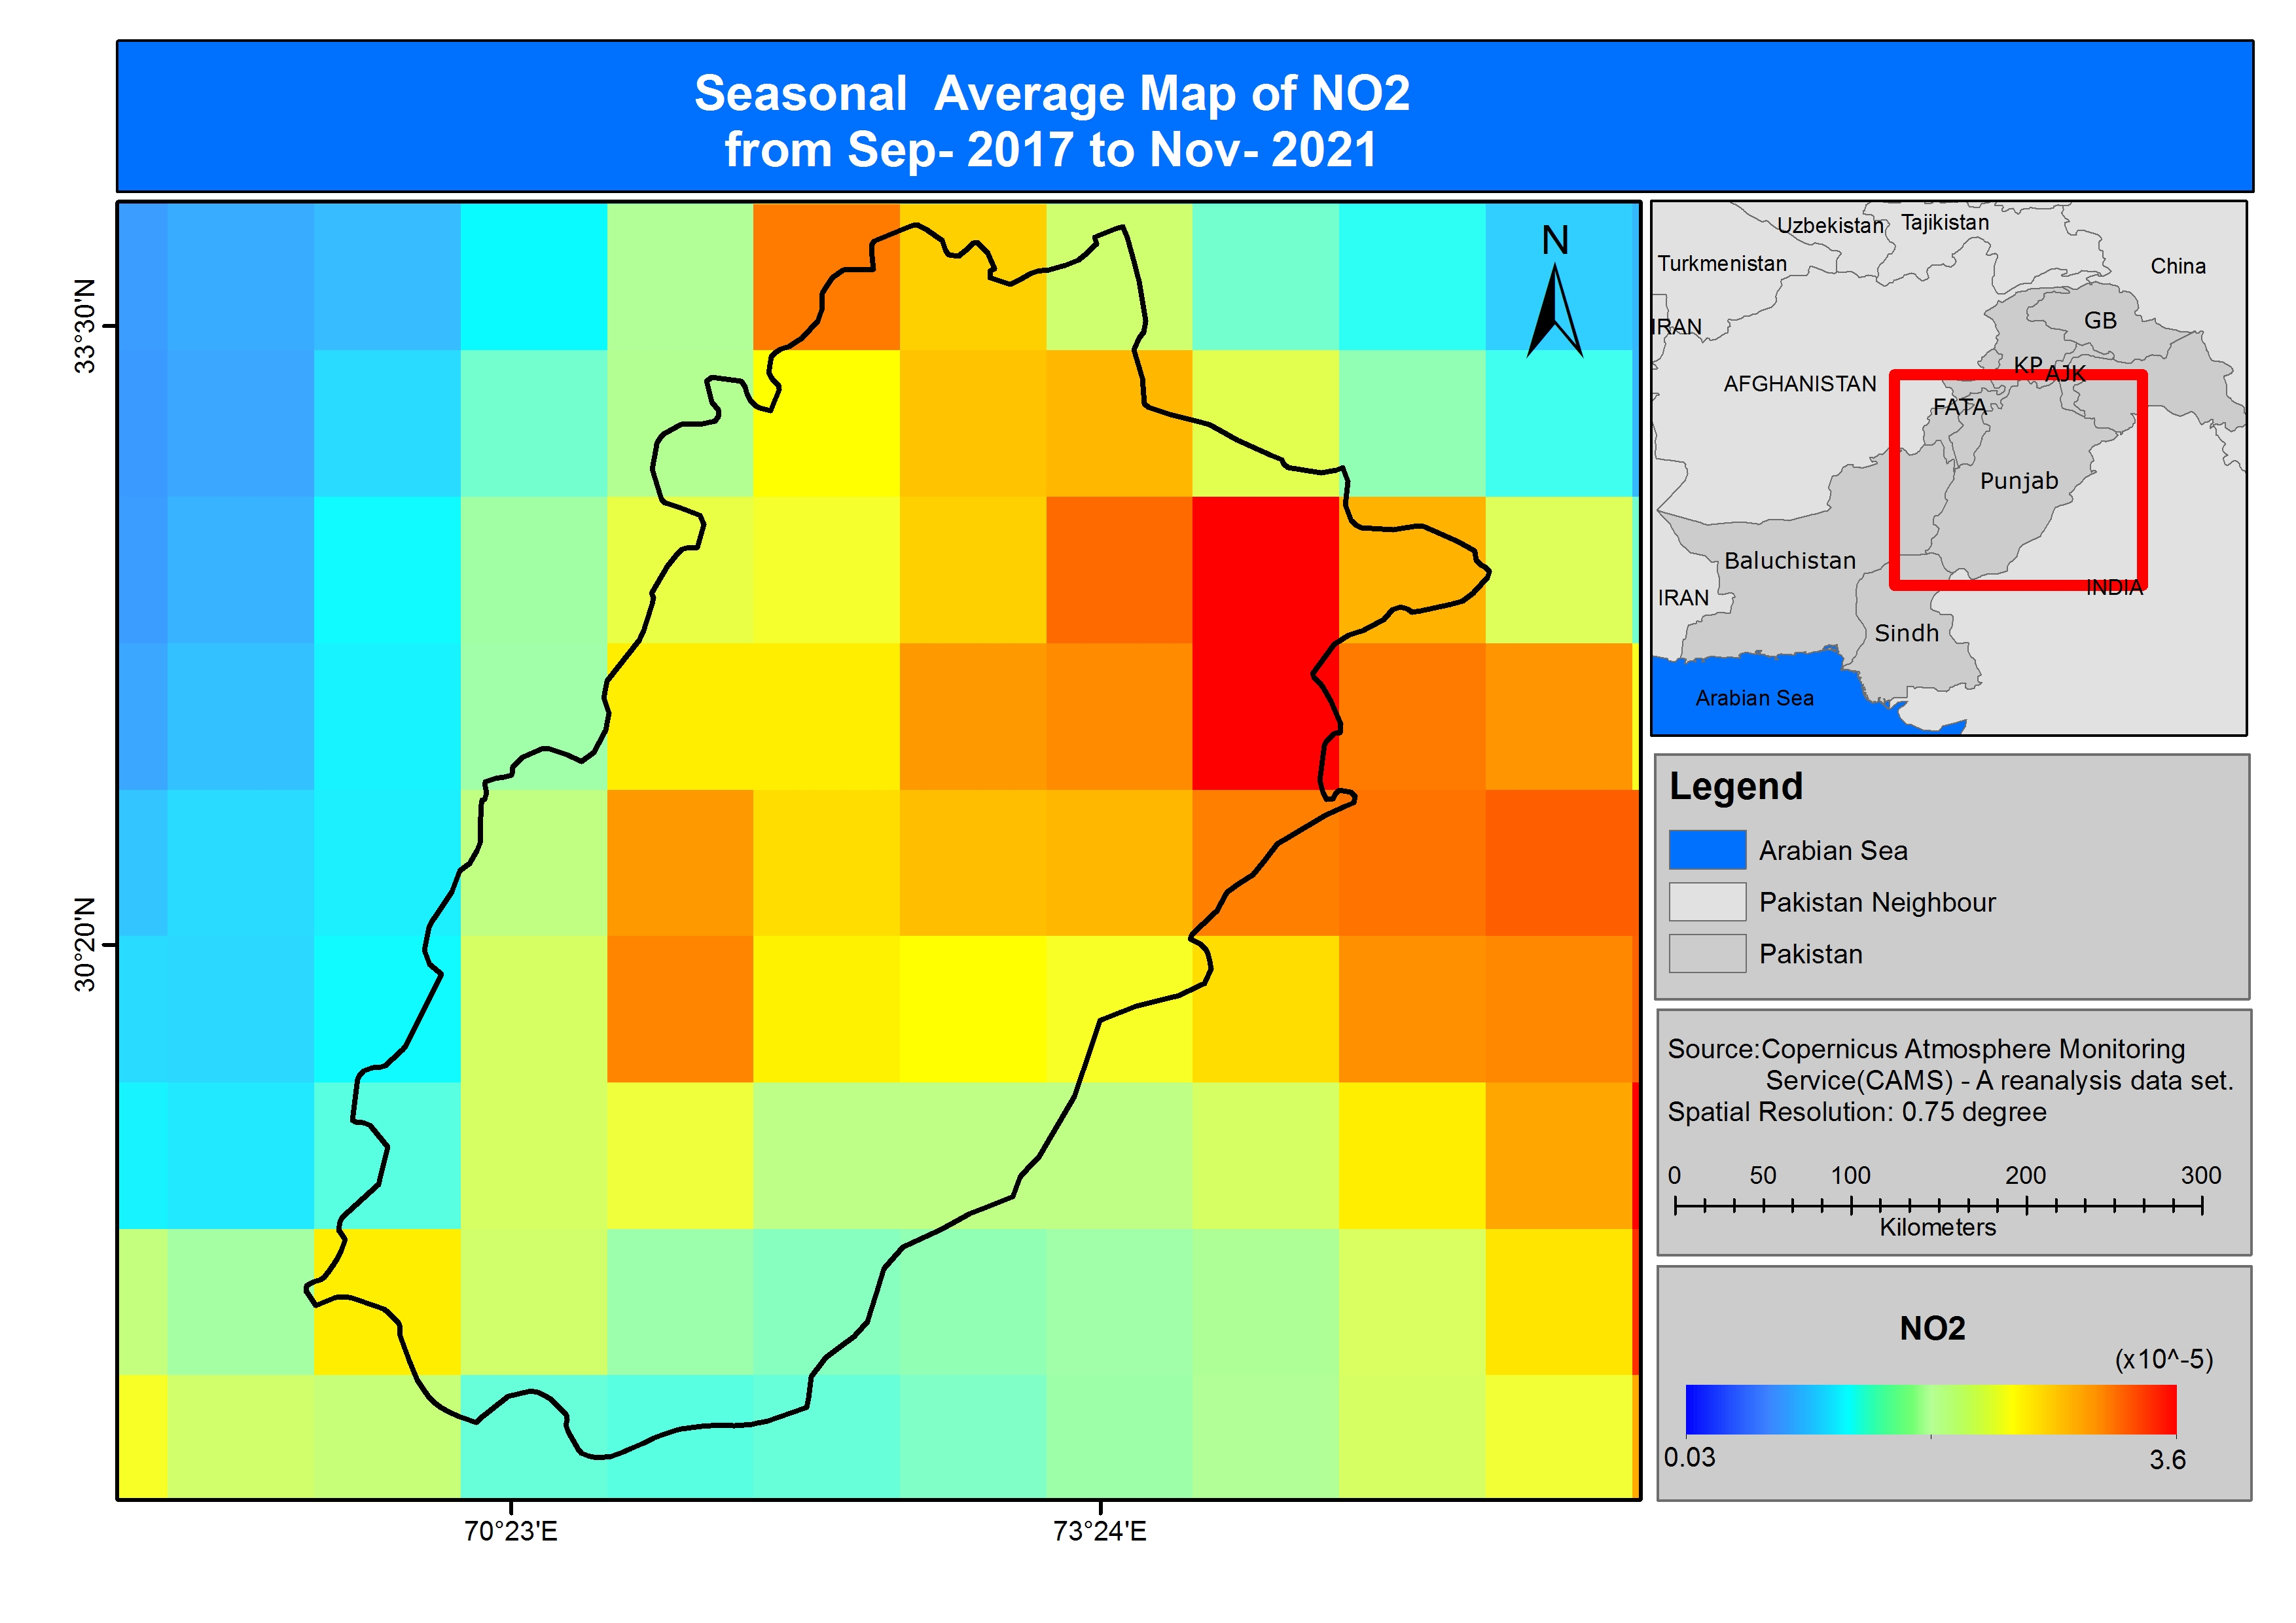 Seasonal  Average Map of NO2
from Sep- 2017 to Nov- 2021
N
33°30'N
30°20'N
70°23'E
73°24'E
Uzbekistan
Tajikistan
Turkmenistan
China
IRAN
GB
KP
AJK
AFGHANISTAN
FATA
Punjab
Baluchistan
INDIA
IRAN
Sindh
Arabian Sea
Legend
Arabian Sea
Pakistan Neighbour
Pakistan
Source:Copernicus Atmosphere Monitoring
Service(CAMS) - A reanalysis data set.
Spatial Resolution: 0.75 degree
0 50 100 200 300
Kilometers
NO2
(x10^-5)
0.03 3.6